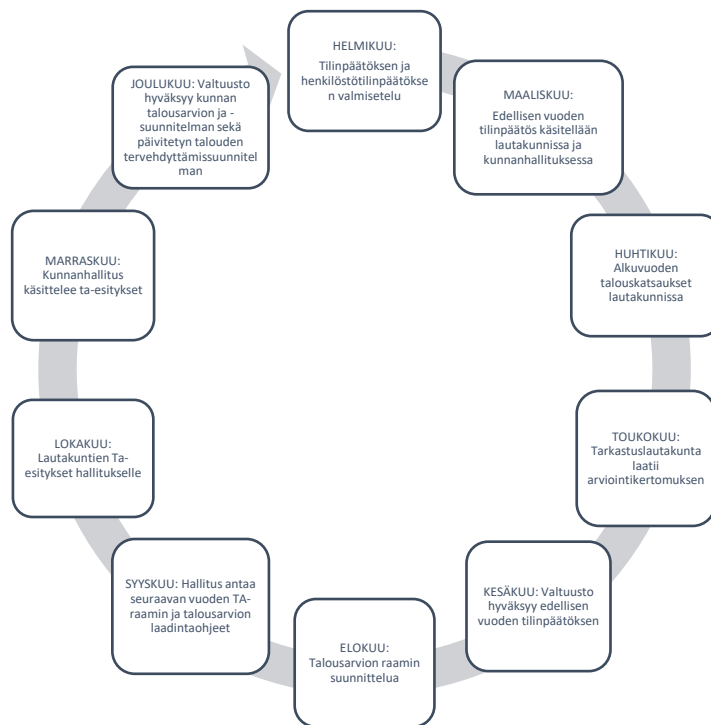 HELMIKUU:
Tilinpäätöksen ja
henkilöstötilinpäätökse
n valmisetelu
MAALISKUU:
Edellisen vuoden
tilinpäätös käsitellään
lautakunnissa ja
kunnanhallituksessa
HUHTIKUU:
Alkuvuoden
talouskatsaukset
lautakunnissa
TOUKOKUU:
Tarkastuslautakunta
laatii
arviointikertomuksen
KESÄKUU: Valtuusto
hyväksyy edellisen
vuoden tilinpäätöksen
ELOKUU:
Talousarvion raamin
suunnittelua
SYYSKUU: Hallitus antaa
seuraavan vuoden TA-
raamin ja talousarvion
laadintaohjeet
LOKAKUU:
Lautakuntien Ta-
esitykset hallitukselle
MARRASKUU:
Kunnanhallitus
käsittelee ta-esitykset
JOULUKUU: Valtuusto
hyväksyy kunnan
talousarvion ja -
suunnitelman sekä
päivitetyn talouden
tervehdyttämissuunnitel
man